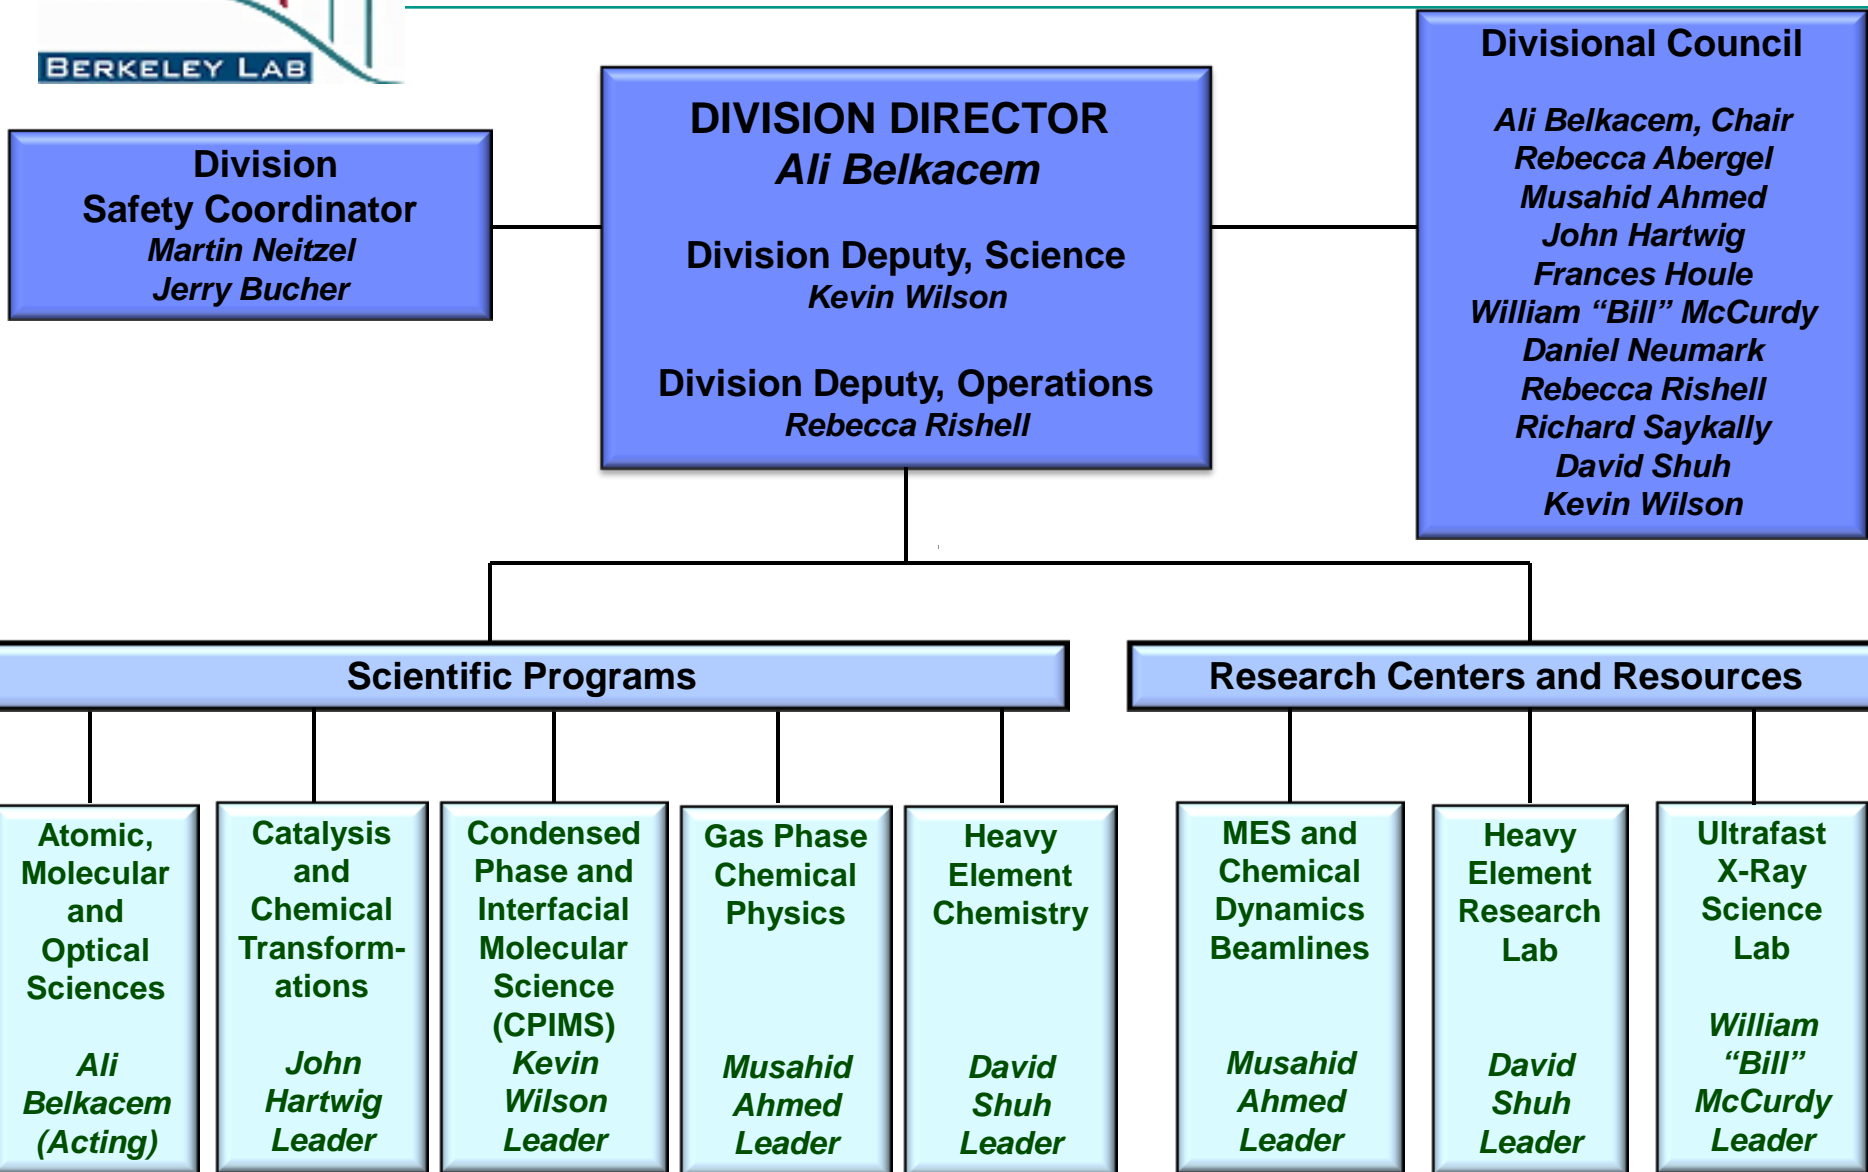 BERKELEY LAB
Division
Safety Coordinator
Martin Neitzel
Jerry Bucher
DIVISION DIRECTOR
Ali Belkacem
Division Deputy, Science
Kevin Wilson
Division Deputy, Operations
Rebecca Rishell
Divisional Council
Ali Belkacem, Chair
Rebecca Abergel
Musahid Ahmed
John Hartwig
Frances Houle
William “Bill” McCurdy
Daniel Neumark
Rebecca Rishell
Richard Saykally
David Shuh
Kevin Wilson
Scientific Programs
Research Centers and Resources
Atomic,
Molecular
and
Optical
Sciences
Ali
Belkacem
(Acting)
Catalysis
and
Chemical
Transform-
ations
John
Hartwig
Leader
Condensed
Phase and
Interfacial
Molecular
Science
(CPIMS)
Kevin
Wilson
Leader
Gas Phase
Chemical
Physics
Musahid
Ahmed
Leader
Heavy
Element
Chemistry
David
Shuh
Leader
MES and
Chemical
Dynamics
Beamlines
Musahid
Ahmed
Leader
Heavy
Element
Research
Lab
David
Shuh
Leader
Ultrafast
X-Ray
Science
Lab
William
“Bill”
McCurdy
Leader